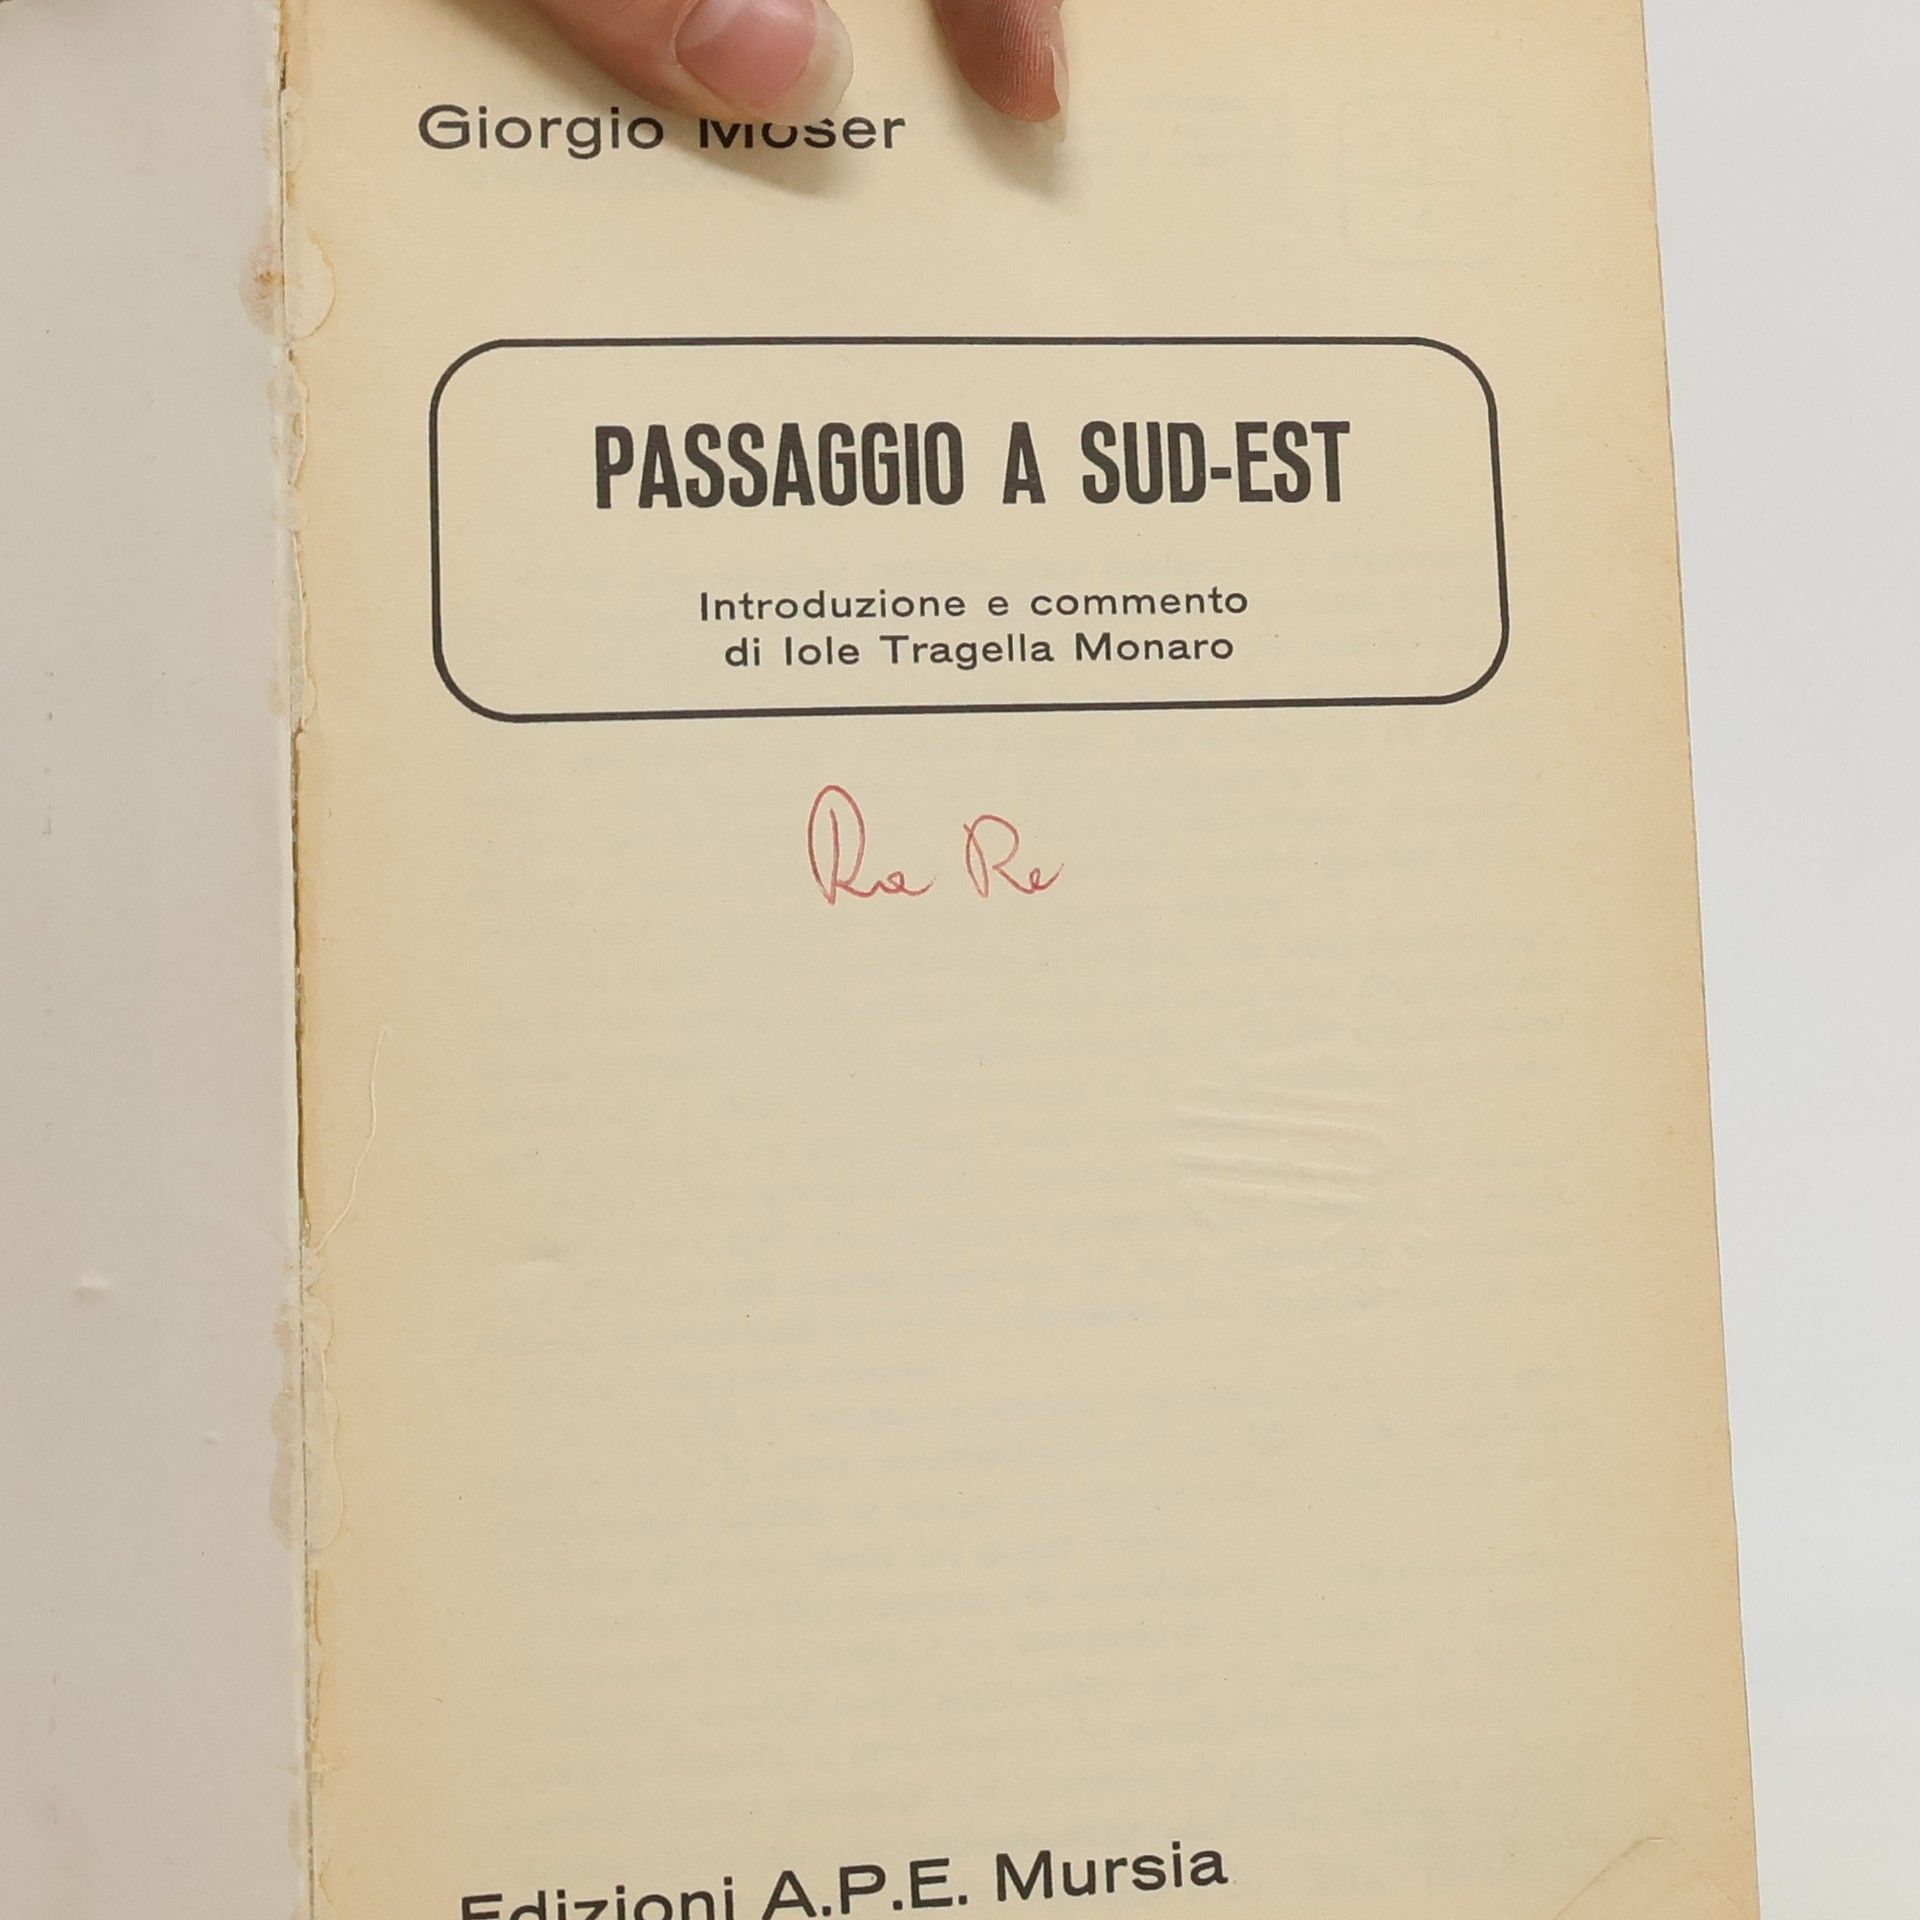 Giorgio Moser
PASSAGGIO A SUD-EST
Introduzione e commento
di Iole Tragella Monaro
Edizioni A.P.E. Mursia